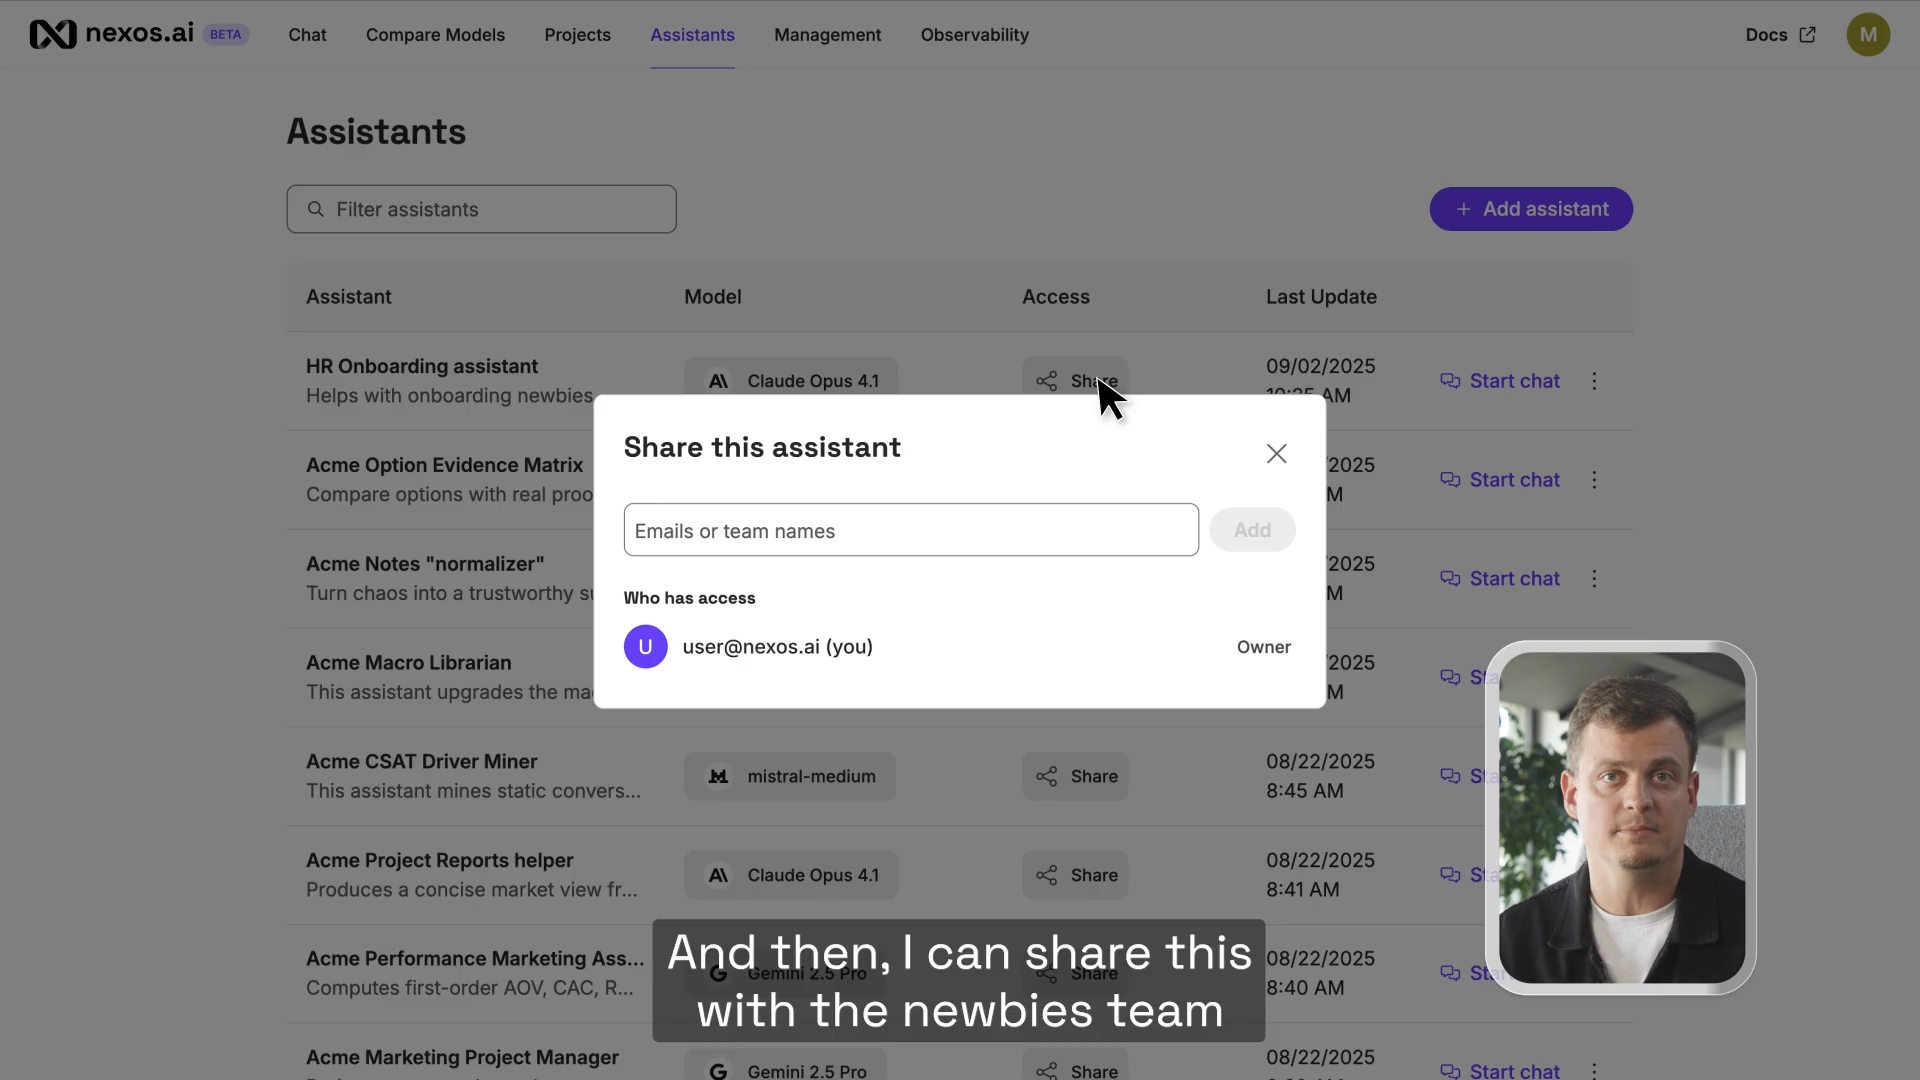 nexos.ai BETA Chat Compare Models Projects Assistants Management Observability Docs M
Assistants
Filter assistants
+ Add assistant
Assistant Model Access Last Update
HR Onboarding assistant
Helps with onboarding newbies
Claude Opus 4.1
Share
09/02/2025
10:25 AM
Start chat
Share this assistant
Emails or team names
Add
Who has access
U user@nexos.ai (you) Owner
Acme Option Evidence Matrix
Compare options with real proo
/2025
M
Start chat
Acme Notes "normalizer"
Turn chaos into a trustworthy su
/2025
M
Start chat
Acme Macro Librarian
This assistant upgrades the ma
/2025
M
Sta
Acme CSAT Driver Miner
This assistant mines static convers...
mistral-medium
Share
08/22/2025
8:45 AM
Sta
Acme Project Reports helper
Produces a concise market view fr...
Claude Opus 4.1
Share
08/22/2025
8:41 AM
Sta
Acme Performance Marketing Ass...
Computes first-order AOV, CAC, R...
Gemini 2.5 Pro
Share
08/22/2025
8:40 AM
Star
And then, I can share this
with the newbies team
Acme Marketing Project Manager
Gemini 2.5 Pro
Share
08/22/2025
Start chat